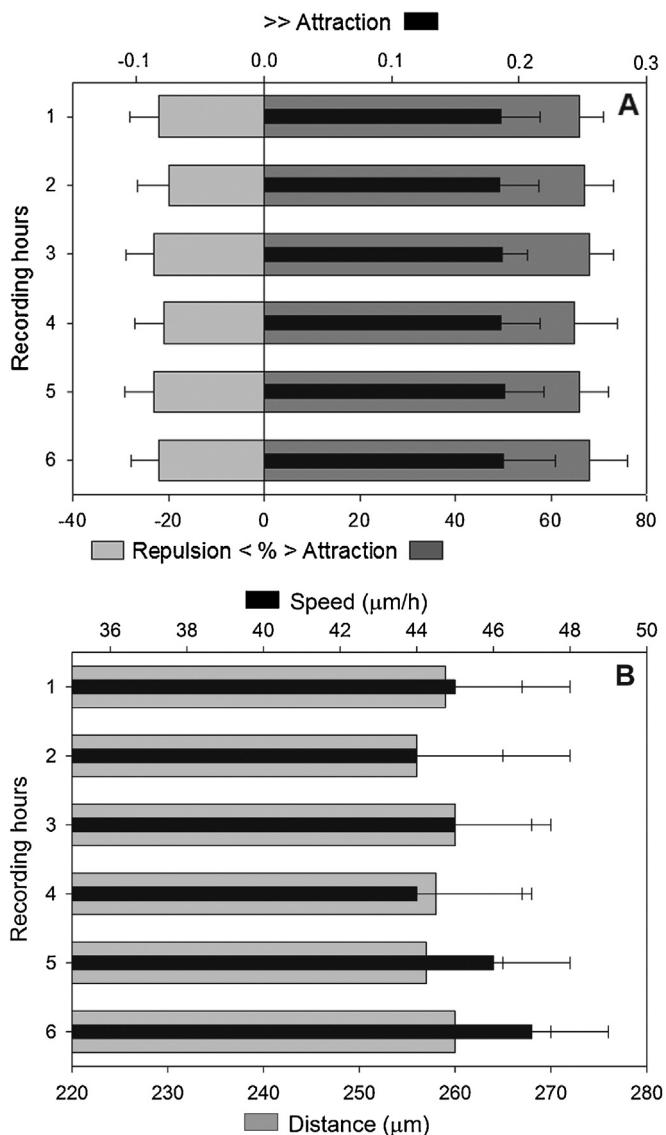 >> Attraction
-0.1 0.0 0.1 0.2 0.3
A
Recording hours
1
2
3
4
5
6
-40 -20 0 20 40 60 80
Repulsion < % > Attraction
Speed (μm/h)
36 38 40 42 44 46 48 50
B
Recording hours
1
2
3
4
5
6
220 230 240 250 260 270 280
Distance (μm)